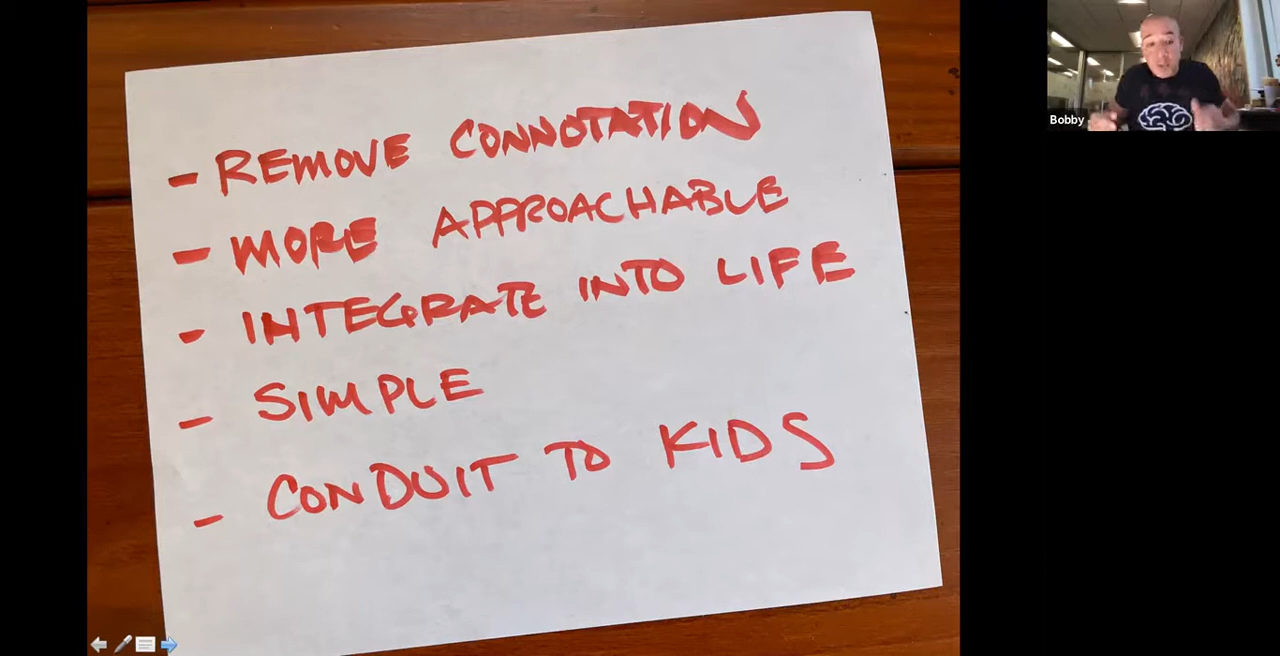 - REMOVE CONNOTATION
- MORE APPROACHABLE
- INTEGRATE INTO LIFE
- SIMPLE
- CONDUIT TO KIDS
Bobby